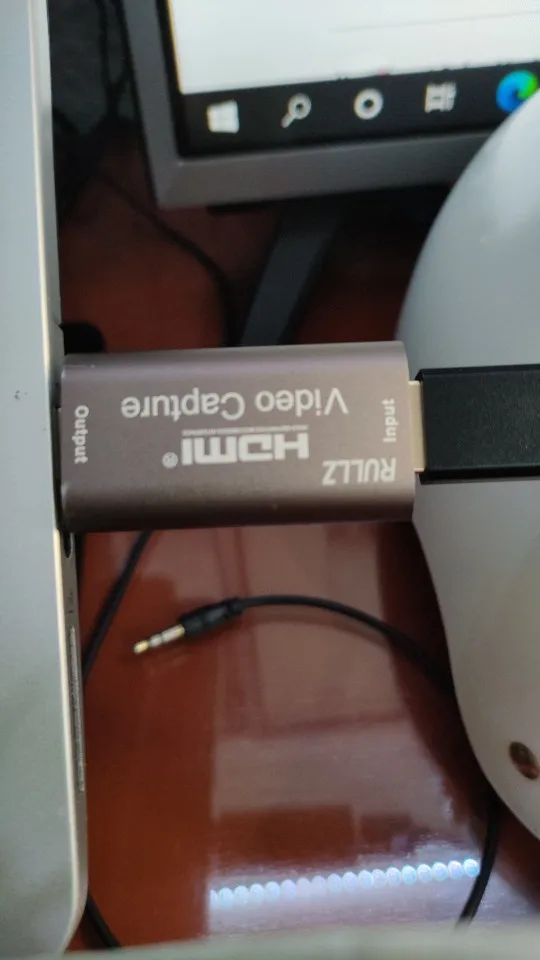 RULLZ
HDMI®
Video Capture
Input
Output